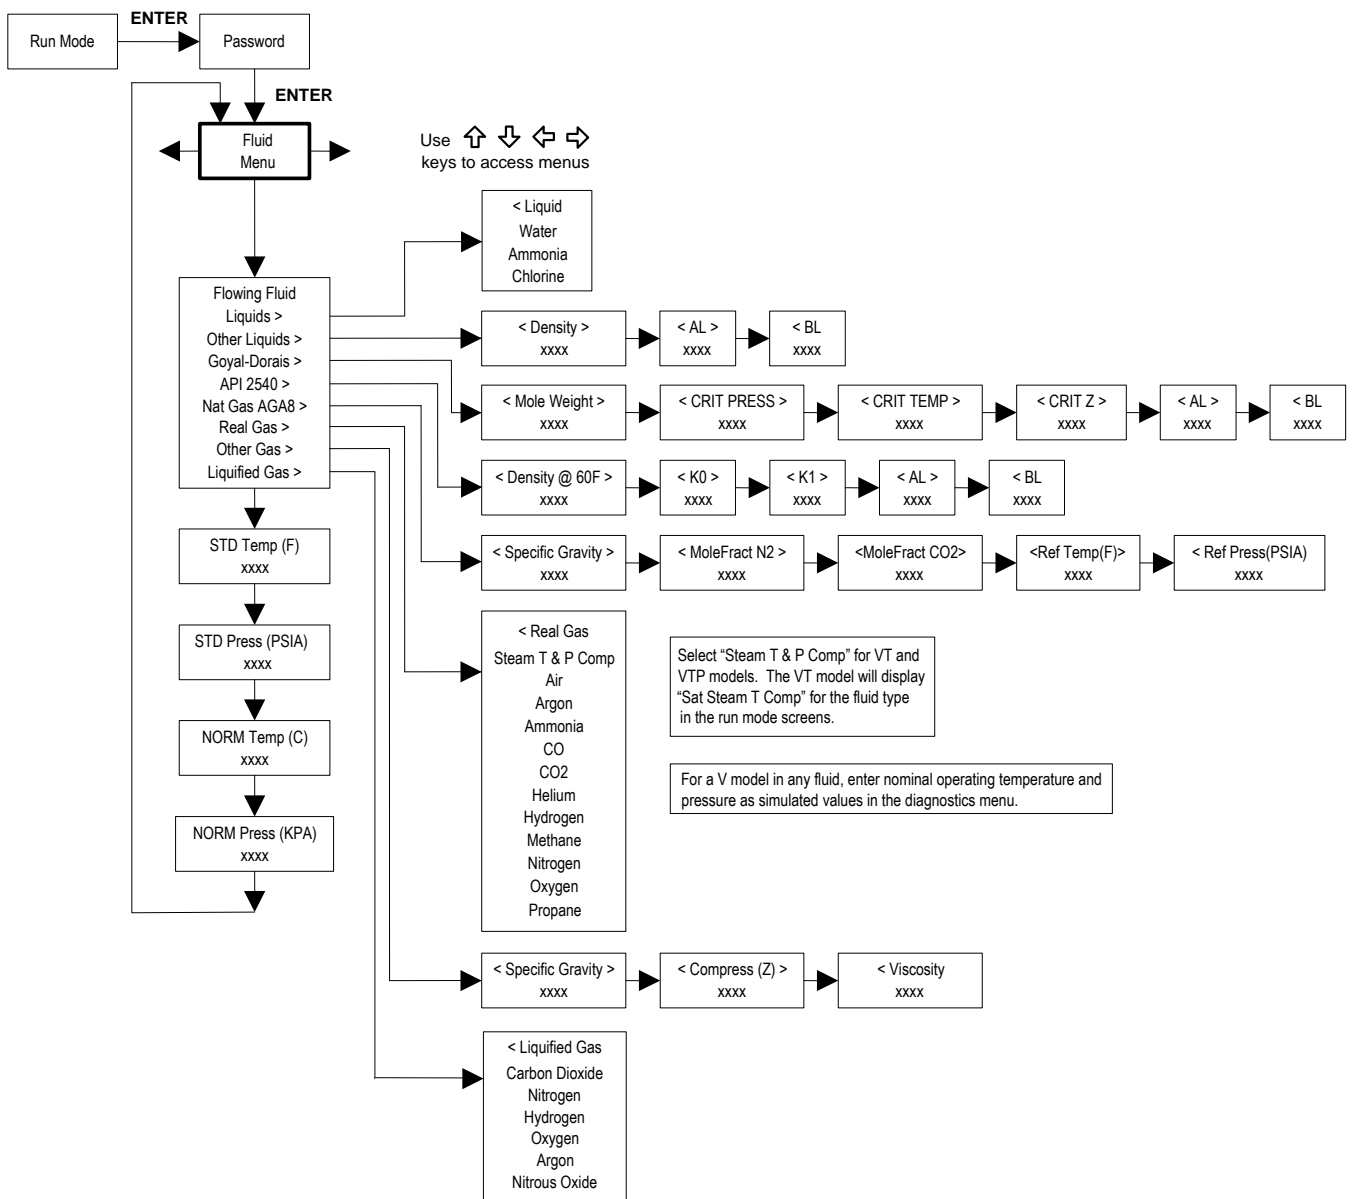 ENTER
Run Mode
Password
ENTER
Fluid
Menu
Use
keys to access menus
< Liquid
Water
Ammonia
Chlorine
Flowing Fluid
Liquids >
Other Liquids >
Goyal-Dorais >
API 2540 >
Nat Gas AGA8 >
Real Gas >
Other Gas >
Liquified Gas >
< Density >
xxxx
< AL >
xxxx
< BL
xxxx
< Mole Weight >
xxxx
< CRIT PRESS >
xxxx
< CRIT TEMP >
xxxx
< CRIT Z >
xxxx
< AL >
xxxx
< BL
xxxx
< Density @ 60F >
xxxx
< K0 >
xxxx
< K1 >
xxxx
< AL >
xxxx
< BL
xxxx
< Specific Gravity >
xxxx
< MoleFract N2 >
xxxx
<MoleFract CO2>
xxxx
<Ref Temp(F)>
xxxx
< Ref Press(PSIA)
xxxx
STD Temp (F)
xxxx
STD Press (PSIA)
xxxx
NORM Temp (C)
xxxx
NORM Press (KPA)
xxxx
< Real Gas
Steam T & P Comp
Air
Argon
Ammonia
CO
CO2
Helium
Hydrogen
Methane
Nitrogen
Oxygen
Propane
Select “Steam T & P Comp” for VT and
VTP models. The VT model will display
“Sat Steam T Comp” for the fluid type
in the run mode screens.
For a V model in any fluid, enter nominal operating temperature and
pressure as simulated values in the diagnostics menu.
< Specific Gravity >
xxxx
< Compress (Z) >
xxxx
< Viscosity
xxxx
< Liquified Gas
Carbon Dioxide
Nitrogen
Hydrogen
Oxygen
Argon
Nitrous Oxide